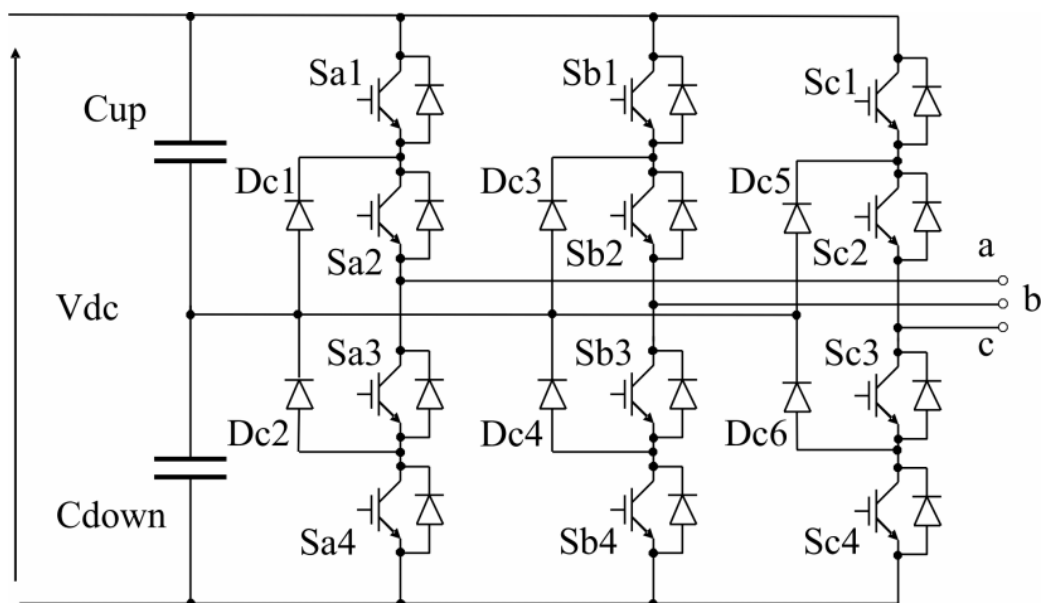 Sa1
Sb1
Sc1
Cup
Dc1
Dc3
Dc5
Sa2
Sb2
Sc2
a
Vdc
b
Sa3
Sb3
Sc3
c
Dc2
Dc4
Dc6
Cdown
Sa4
Sb4
Sc4